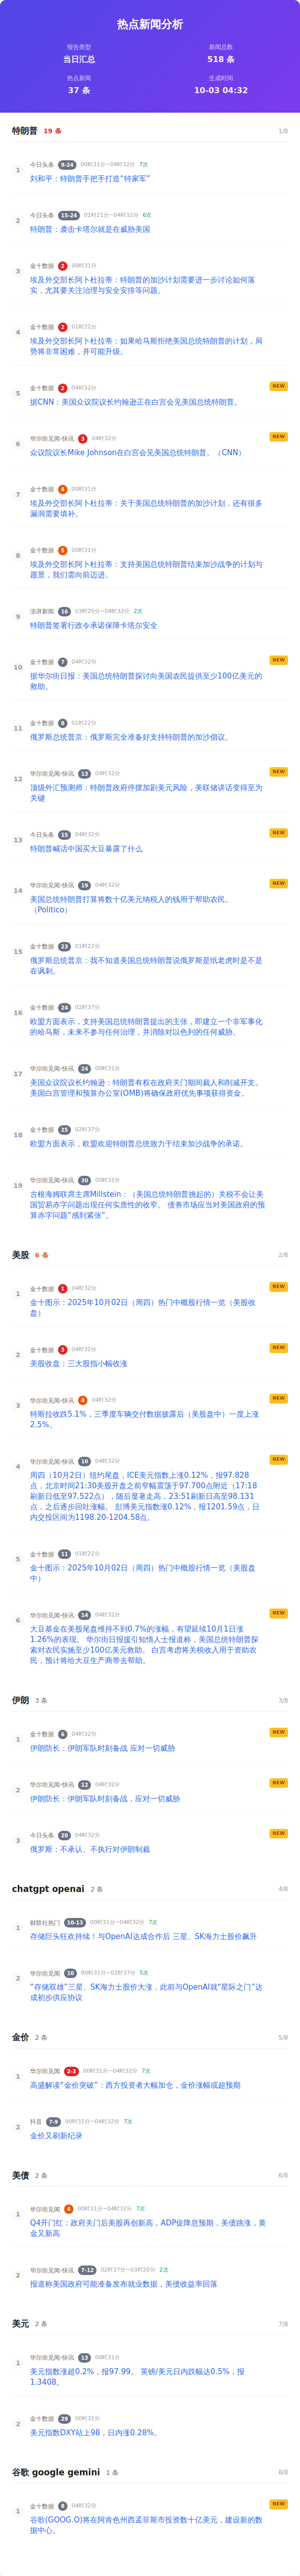 热点新闻分析
报告类型
当日汇总
新闻总数
518 条
热点新闻
37 条
生成时间
10-03 04:32
特朗普 19 条 1/8
1 今日头条 9-24 00时31分~04时32分 7次
刘和平：特朗普手把手打造“特家军”
2 今日头条 15-24 01时21分~04时32分 6次
特朗普：袭击卡塔尔就是在威胁美国
3 金十数据 2 00时31分
埃及外交部长阿卜杜拉蒂：特朗普的加沙计划需要进一步讨论如何落
实，尤其要关注治理与安全安排等问题。
4 金十数据 2 01时22分
埃及外交部长阿卜杜拉蒂：如果哈马斯拒绝美国总统特朗普的计划，局
势将非常困难，并可能升级。
5 金十数据 2 04时32分 NEW
据CNN：美国众议院议长约翰逊正在白宫会见美国总统特朗普。
6 华尔街见闻-快讯 3 04时32分 NEW
众议院议长Mike Johnson在白宫会见美国总统特朗普。（CNN）
7 金十数据 4 00时31分
埃及外交部长阿卜杜拉蒂：关于美国总统特朗普的加沙计划，还有很多
漏洞需要填补。
8 金十数据 5 00时31分
埃及外交部长阿卜杜拉蒂：支持美国总统特朗普结束加沙战争的计划与
愿景，我们需向前迈进。
9 澎湃新闻 16 03时20分~04时32分 2次
特朗普签署行政令承诺保障卡塔尔安全
10 金十数据 7 04时32分 NEW
据华尔街日报：美国总统特朗普探讨向美国农民提供至少100亿美元的
救助。
11 金十数据 8 01时22分
俄罗斯总统普京：俄罗斯完全准备好支持特朗普的加沙倡议。
12 华尔街见闻-快讯 13 04时32分 NEW
顶级外汇预测师：特朗普政府停摆加剧美元风险，美联储讲话变得至为
关键
13 今日头条 15 04时32分 NEW
特朗普喊话中国买大豆暴露了什么
14 华尔街见闻-快讯 19 04时32分 NEW
美国总统特朗普打算将数十亿美元纳税人的钱用于帮助农民。
（Politico）
15 金十数据 23 01时22分
俄罗斯总统普京：我不知道美国总统特朗普说俄罗斯是纸老虎时是不是
在讽刺。
16 金十数据 24 02时37分
欧盟方面表示，支持美国总统特朗普提出的主张，即建立一个非军事化
的哈马斯，未来不参与任何治理，并消除对以色列的任何威胁。
17 华尔街见闻-快讯 24 00时31分
美国众议院议长约翰逊：特朗普有权在政府关门期间裁人和削减开支。
美国白宫管理和预算办公室(OMB)将确保政府优先事项获得资金。
18 金十数据 25 02时37分
欧盟方面表示，欧盟欢迎特朗普总统致力于结束加沙战争的承诺。
19 华尔街见闻-快讯 30 00时31分
古根海姆联席主席Millstein：（美国总统特朗普挑起的）关税不会让美
国贸易赤字问题出现任何实质性的收窄。 债券市场应当对美国政府的预
算赤字问题“感到紧张”。
美股 6 条 2/8
1 金十数据 1 04时32分 NEW
金十图示：2025年10月02日（周四）热门中概股行情一览（美股收
盘）
2 金十数据 3 04时32分 NEW
美股收盘：三大股指小幅收涨
3 华尔街见闻-快讯 4 04时32分 NEW
特斯拉收跌5.1%，三季度车辆交付数据披露后（美股盘中）一度上涨
2.5%。
4 华尔街见闻-快讯 10 04时32分 NEW
周四（10月2日）纽约尾盘，ICE美元指数上涨0.12%，报97.828
点，北京时间21:30美股开盘之前窄幅震荡于97.700点附近（17:18
刷新日低至97.522点），随后显著走高，23:51刷新日高至98.131
点，之后逐步回吐涨幅。 彭博美元指数涨0.12%，报1201.59点，日
内交投区间为1198.20-1204.58点。
5 金十数据 11 01时22分
金十图示：2025年10月02日（周四）热门中概股行情一览（美股盘
中）
6 华尔街见闻-快讯 14 04时32分 NEW
大豆基金在美股尾盘维持不到0.7%的涨幅，有望延续10月1日涨
1.26%的表现。 华尔街日报援引知情人士报道称，美国总统特朗普探
索对农民实施至少100亿美元救助。 白宫考虑将关税收入用于资助农
民，预计将给大豆生产商带去帮助。
伊朗 3 条 3/8
1 金十数据 6 04时32分 NEW
伊朗防长：伊朗军队时刻备战 应对一切威胁
2 华尔街见闻-快讯 12 04时32分 NEW
伊朗防长：伊朗军队时刻备战，应对一切威胁
3 今日头条 20 04时32分 NEW
俄罗斯：不承认、不执行对伊朗制裁
chatgpt openai 2 条 4/8
1 财联社热门 10-13 00时31分~04时32分 7次
存储巨头狂欢持续！与OpenAI达成合作后 三星、SK海力士股价飙升
2 华尔街见闻 10 00时31分~02时37分 5次
“存储双雄”三星、SK海力士股价大涨，此前与OpenAI就“星际之门”达
成初步供应协议
金价 2 条 5/8
1 华尔街见闻 2-3 00时31分~04时32分 7次
高盛解读“金价突破”：西方投资者大幅加仓，金价涨幅或超预期
2 抖音 7-9 00时31分~04时32分 7次
金价又刷新纪录
美债 2 条 6/8
1 华尔街见闻 4 00时31分~04时32分 7次
Q4开门红：政府关门后美股再创新高，ADP促降息预期，美债跳涨，黄
金又新高
2 华尔街见闻-快讯 7-12 02时37分~03时20分 2次
报道称美国政府可能准备发布就业数据，美债收益率回落
美元 2 条 7/8
1 华尔街见闻-快讯 13 00时31分
美元指数涨超0.2%，报97.99。 英镑/美元日内跌幅达0.5%，报
1.3408。
2 金十数据 29 00时31分
美元指数DXY站上98，日内涨0.28%。
谷歌 google gemini 1 条 8/8
1 金十数据 9 04时32分 NEW
谷歌(GOOG.O)将在阿肯色州西孟菲斯市投资数十亿美元，建设新的数
据中心。